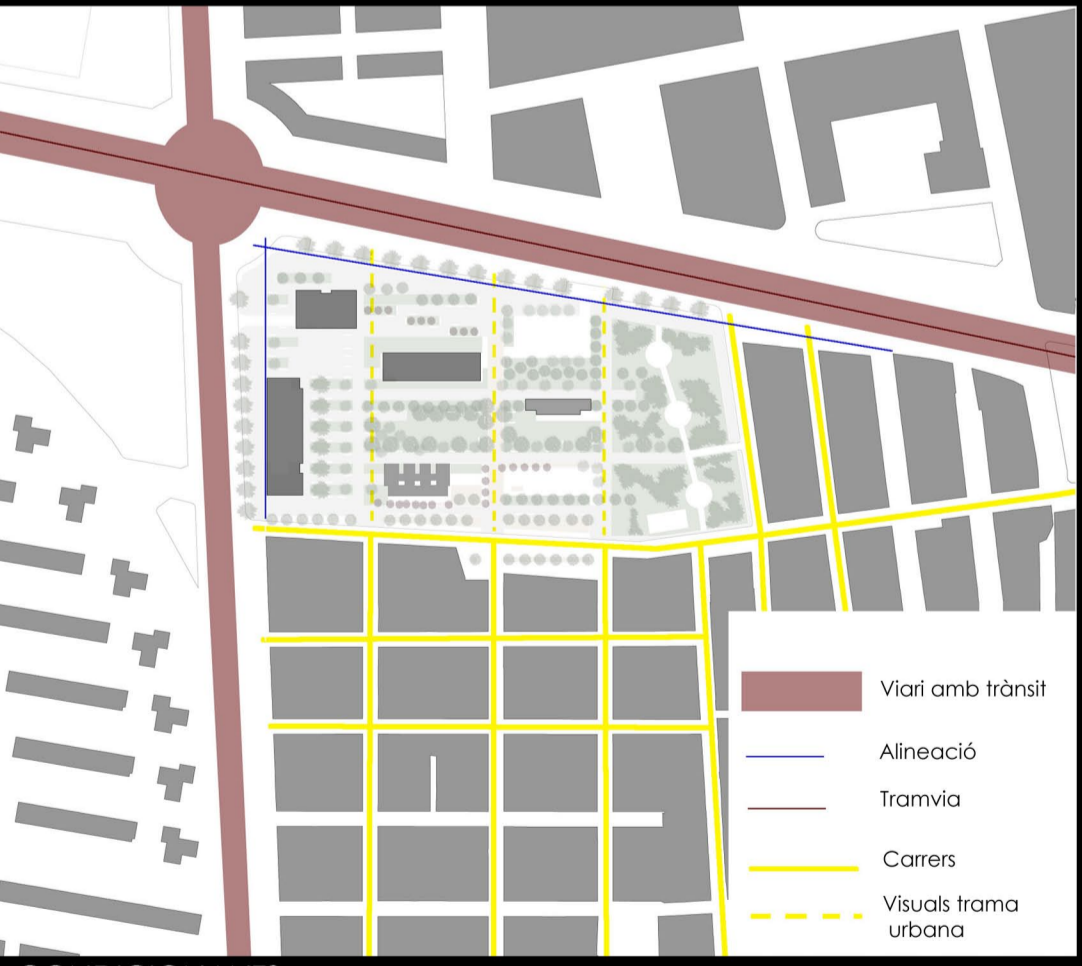 Viari amb trànsit
Alineació
Tramvia
Carrers
Visuals trama
urbana